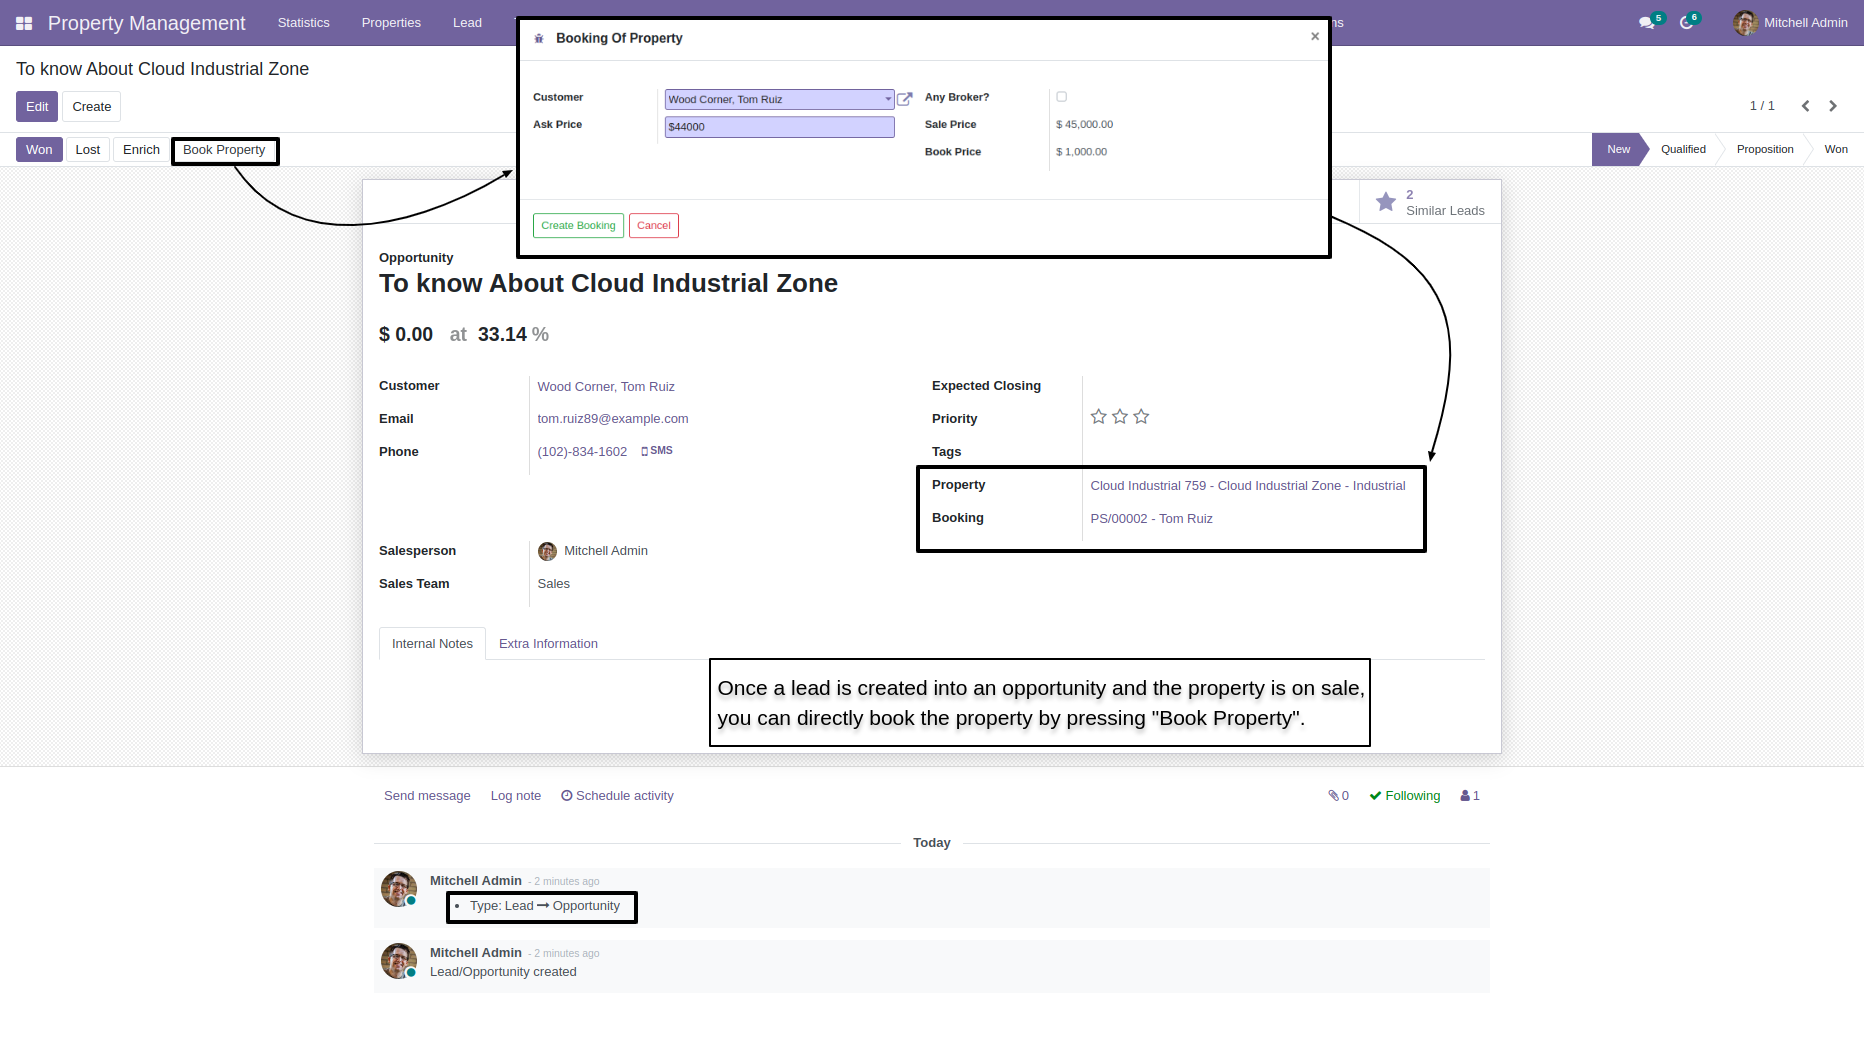 Property Management Statistics Properties Lead ns 5 6 Mitchell Admin
To know About Cloud Industrial Zone
Edit Create
1 / 1
Won Lost Enrich Book Property
New Qualified Proposition Won
Booking Of Property ×
Customer Wood Corner, Tom Ruiz
Ask Price $44000
Any Broker?
Sale Price $ 45,000.00
Book Price $ 1,000.00
Create Booking Cancel
2
Similar Leads
Opportunity
To know About Cloud Industrial Zone
$ 0.00 at 33.14 %
Customer Wood Corner, Tom Ruiz
Email tom.ruiz89@example.com
Phone (102)-834-1602 SMS
Expected Closing
Priority
Tags
Property Cloud Industrial 759 - Cloud Industrial Zone - Industrial
Booking PS/00002 - Tom Ruiz
Salesperson Mitchell Admin
Sales Team Sales
Internal Notes Extra Information
Once a lead is created into an opportunity and the property is on sale,
you can directly book the property by pressing "Book Property".
Send message Log note Schedule activity 0 Following 1
Today
Mitchell Admin - 2 minutes ago
• Type: Lead → Opportunity
Mitchell Admin - 2 minutes ago
Lead/Opportunity created